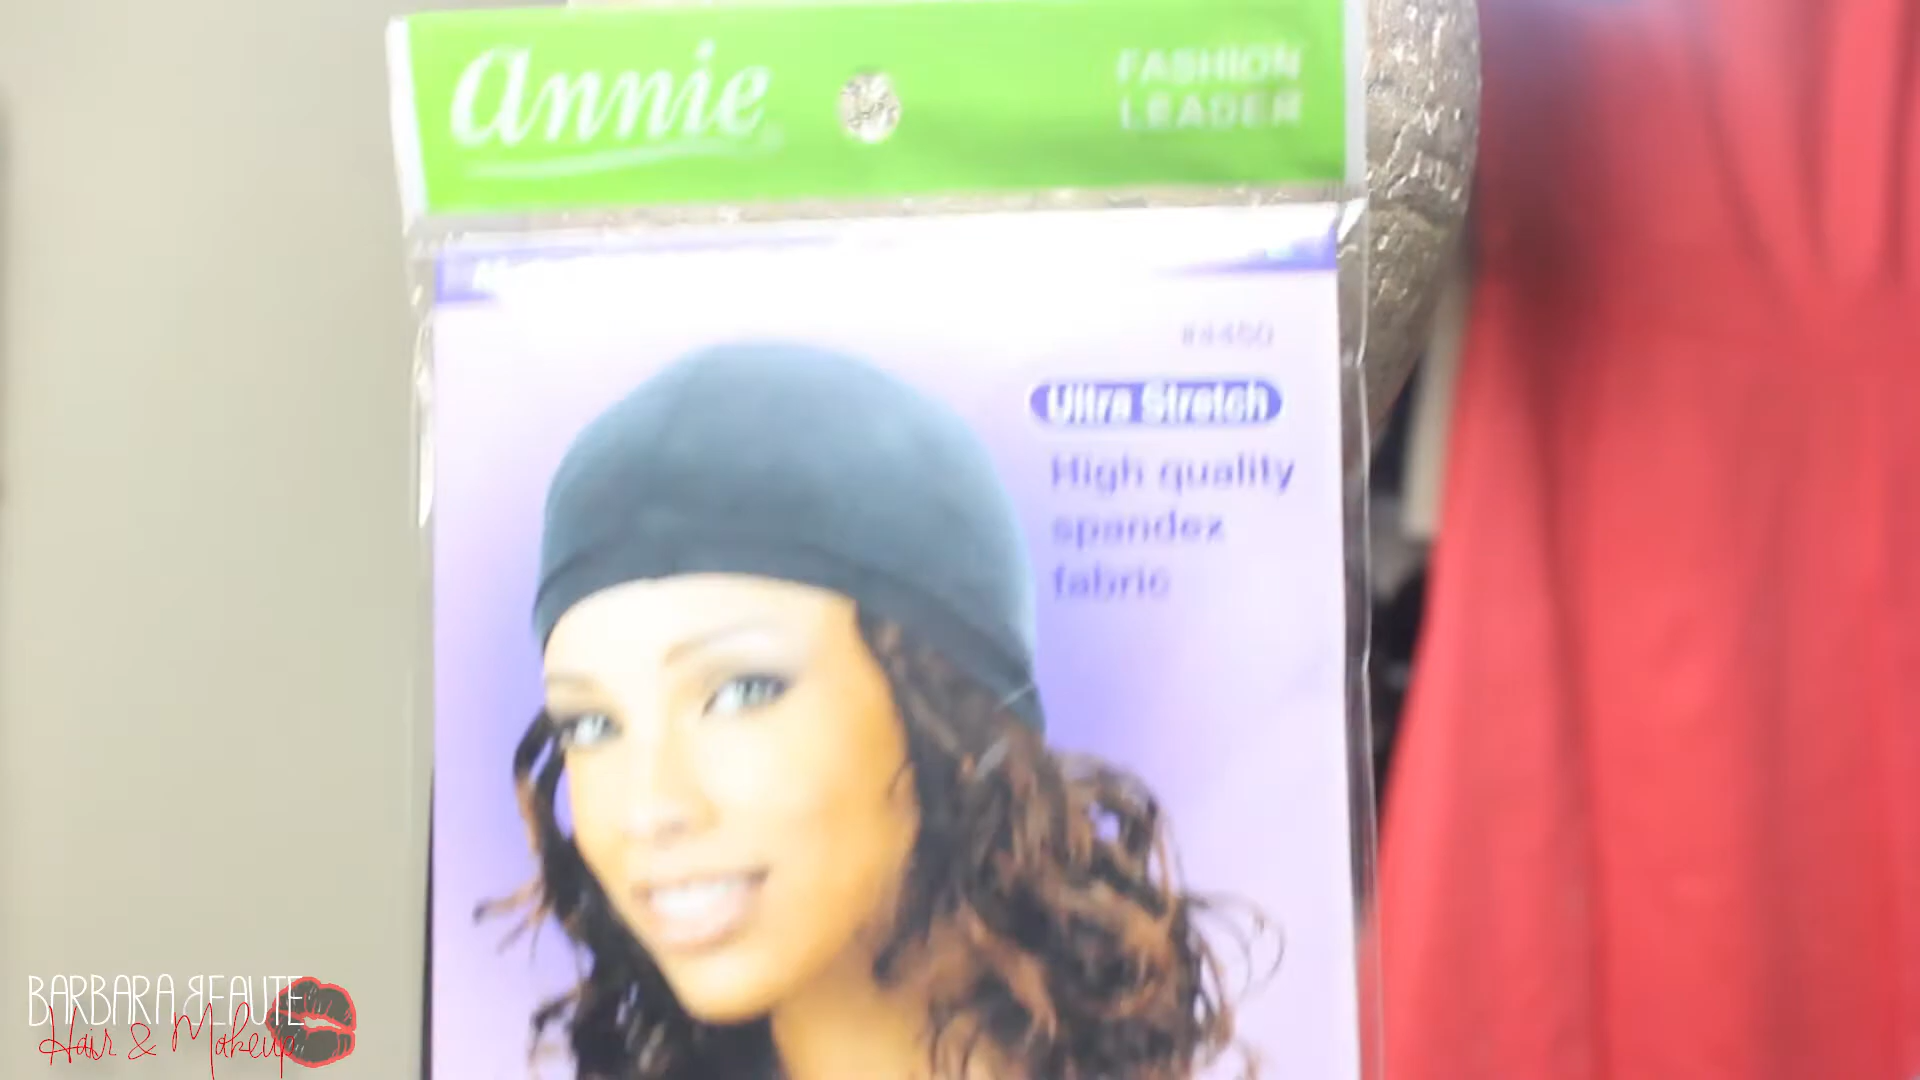 annie
FASHION
LEADER
#4450
Ultra Stretch
High quality
spandex
fabric
BARBARA BEAUTE
Hair & Makeup